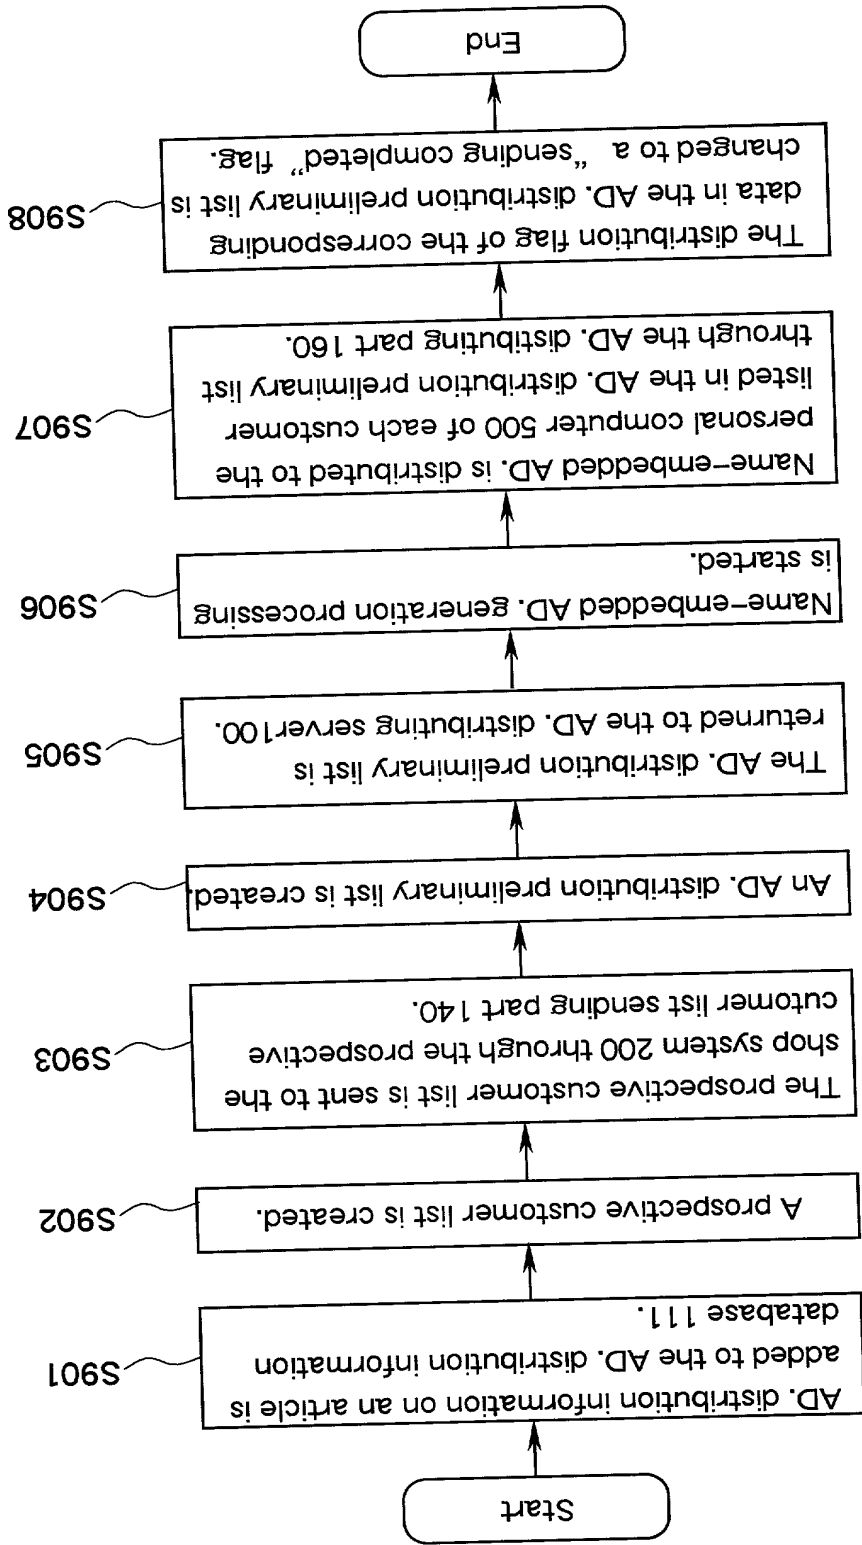 Start
S901
AD. distribution information on an article is
added to the AD. distribution information
database 111.
S902
A prospective customer list is created.
S903
The prospective customer list is sent to the
shop system 200 through the prospective
cutomer list sending part 140.
S904
An AD. distribution preliminary list is created.
S905
The AD. distribution preliminary list is
returned to the AD. distributing server100.
S906
Name-embedded AD. generation processing
is started.
S907
Name-embedded AD. is distributed to the
personal computer 500 of each customer
listed in the AD. distribution preliminary list
through the AD. distibiting part 160.
S908
The distribution flag of the corresponding
data in the AD. distribution preliminary list is
changed to a "sending completed" flag.
End